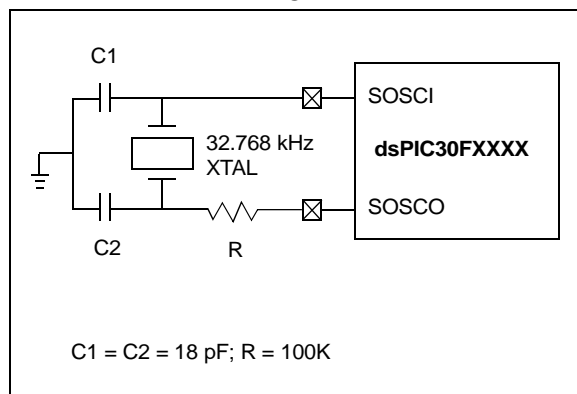 C1
SOSCI
32.768 kHz
XTAL
dsPIC30FXXXX
SOSCO
C2
R
C1 = C2 = 18 pF; R = 100K